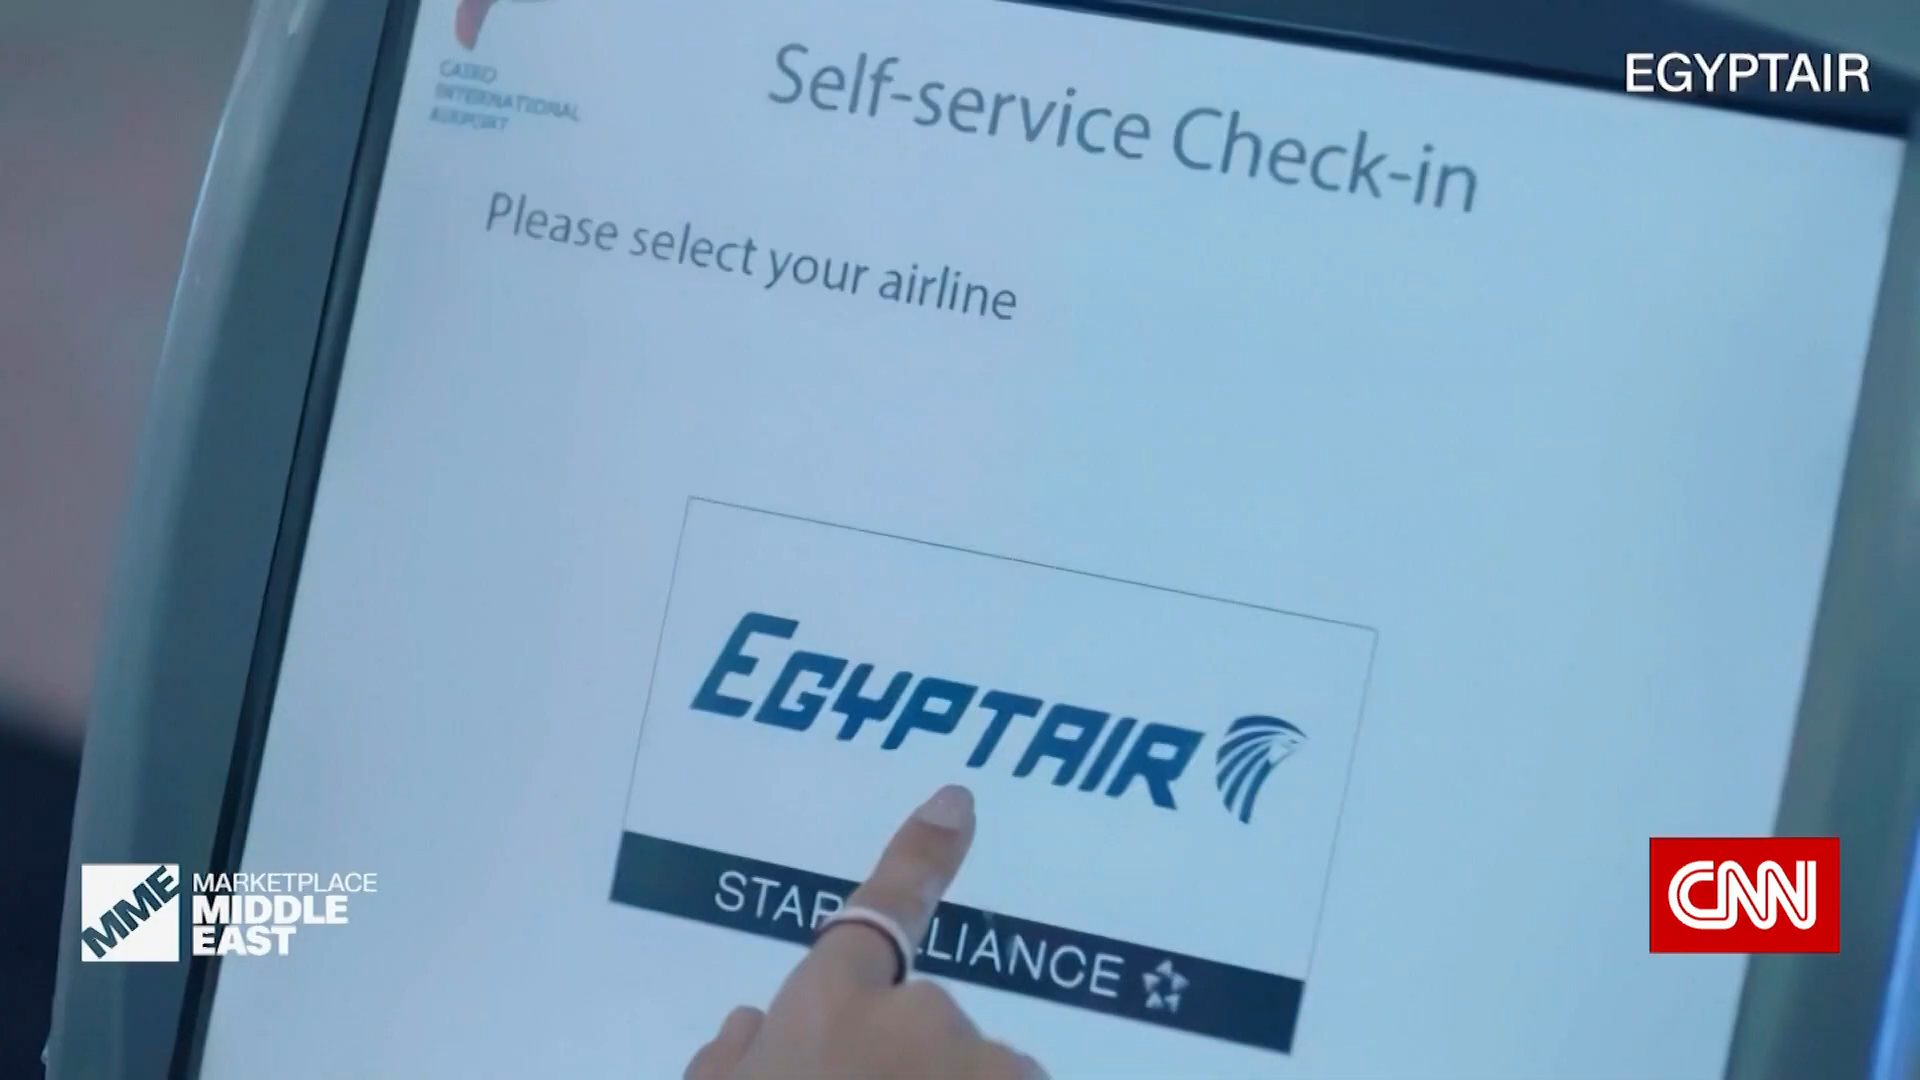 EGYPTAIR
CAIRO
INTERNATIONAL
AIRPORT
Self-service Check-in
Please select your airline
EGYPTAIR
STAR ALLIANCE
MME
MARKETPLACE
MIDDLE
EAST
CNN